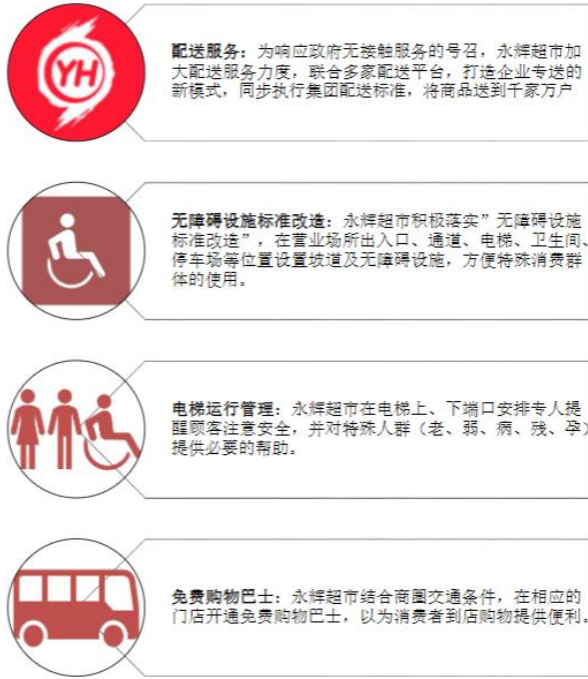 YH
配送服务：为响应政府无接触服务的号召，永辉超市加
大配送服务力度，联合多家配送平台，打造企业专送的
新模式，同步执行集团配送标准，将商品送到千家万户
无障碍设施标准改造：永辉超市积极落实”无障碍设施
标准改造”，在营业场所出入口、通道、电梯、卫生间、
停车场等位置设置坡道及无障碍设施，方便特殊消费群
体的使用。
电梯运行管理：永辉超市在电梯上、下端口安排专人提
醒顾客注意安全，并对特殊人群（老、弱、病、残、孕）
提供必要的帮助。
免费购物巴士：永辉超市结合商圈交通条件，在相应的
门店开通免费购物巴士，以为消费者到店购物提供便利。